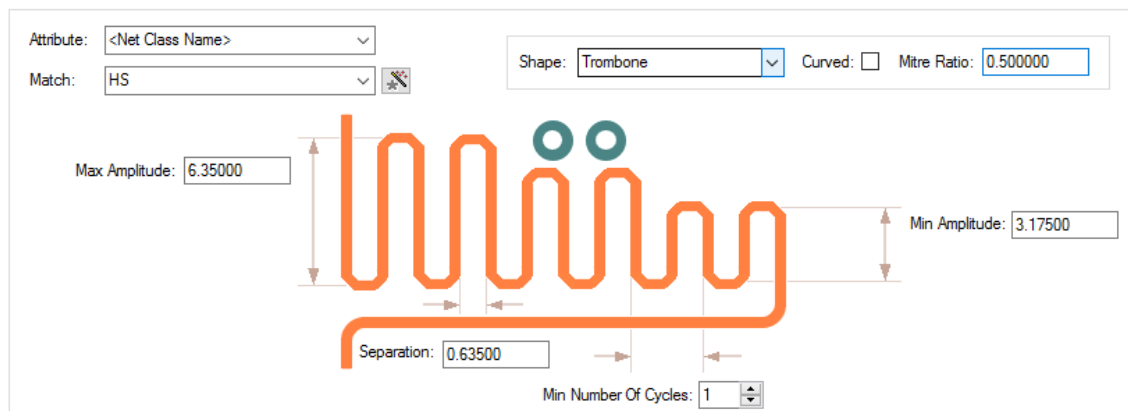 Attribute: <Net Class Name>
Match: HS
Shape: Trombone Curved: Mitre Ratio: 0.500000
Max Amplitude: 6.35000
Min Amplitude: 3.17500
Separation: 0.63500
Min Number Of Cycles: 1